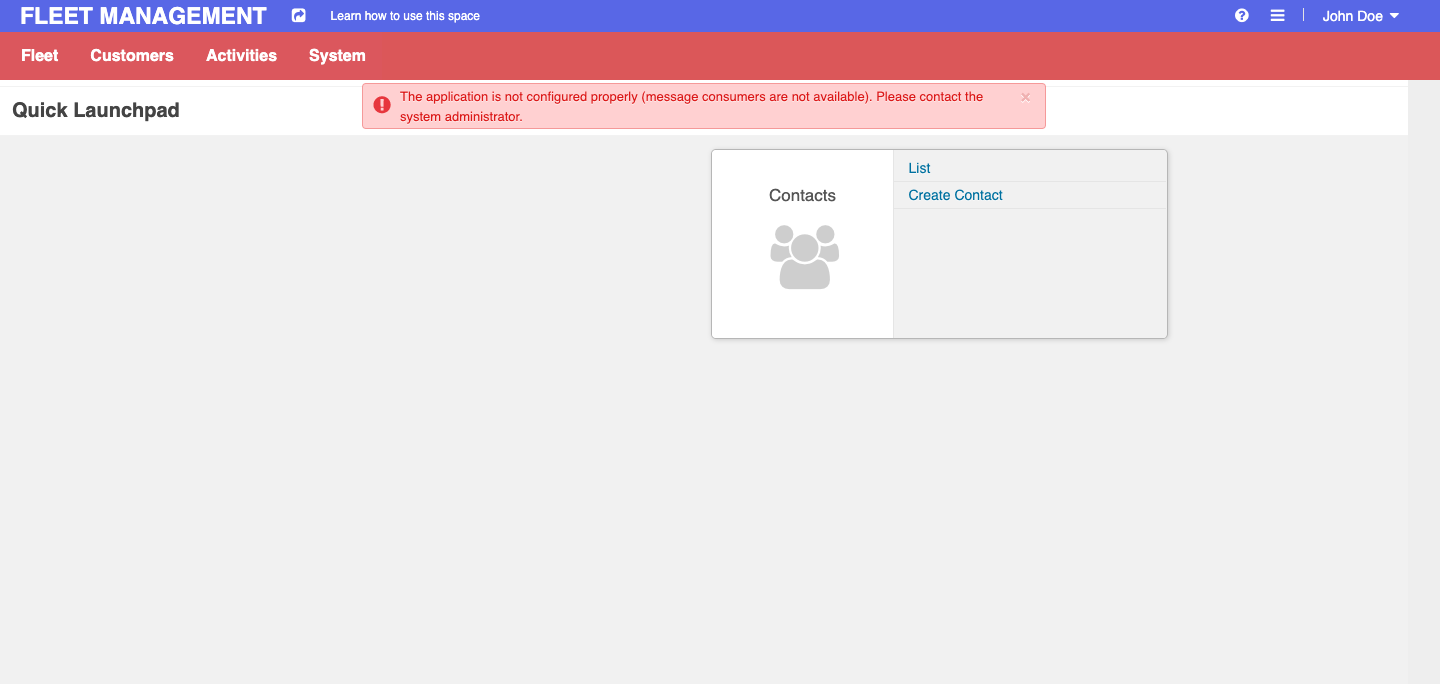 FLEET MANAGEMENT Learn how to use this space John Doe
Fleet Customers Activities System
The application is not configured properly (message consumers are not available). Please contact the
system administrator.
×
Quick Launchpad
Contacts
List
Create Contact